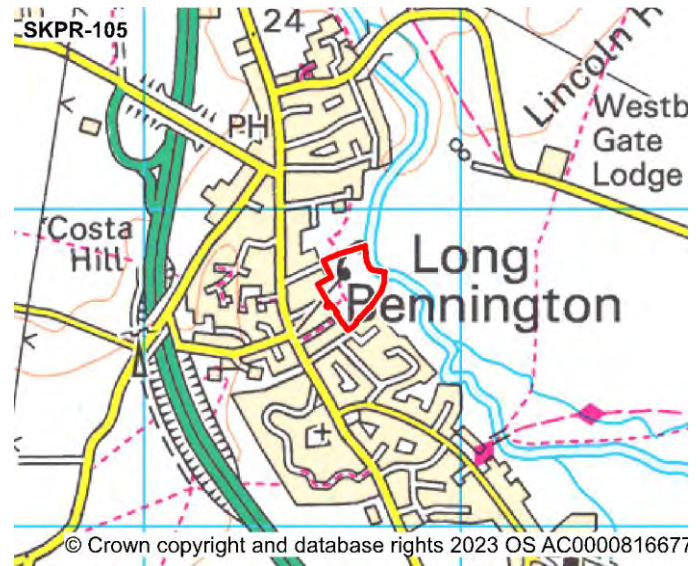 SKPR-105
24
Lincoln R
Westb
Gate
Lodge
PH
Costa
Hill
Long
Pennington
© Crown copyright and database rights 2023 OS AC0000816677